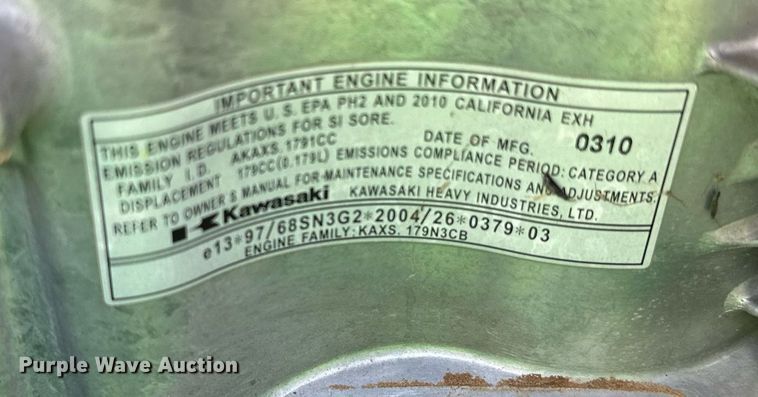 IMPORTANT ENGINE INFORMATION
THIS ENGINE MEETS U.S. EPA PH2 AND 2010 CALIFORNIA EXH
EMISSION REGULATIONS FOR SI SORE.
FAMILY I.D. AKAXS.1791CC DATE OF MFG. 0310
DISPLACEMENT 179CC(0.179L) EMISSIONS COMPLIANCE PERIOD: CATEGORY A
REFER TO OWNER'S MANUAL FOR MAINTENANCE SPECIFICATIONS AND ADJUSTMENTS.
Kawasaki KAWASAKI HEAVY INDUSTRIES, LTD.
e13*97/68SN3G2*2004/26*0379*03
ENGINE FAMILY:KAXS. 179N3CB
Purple Wave Auction